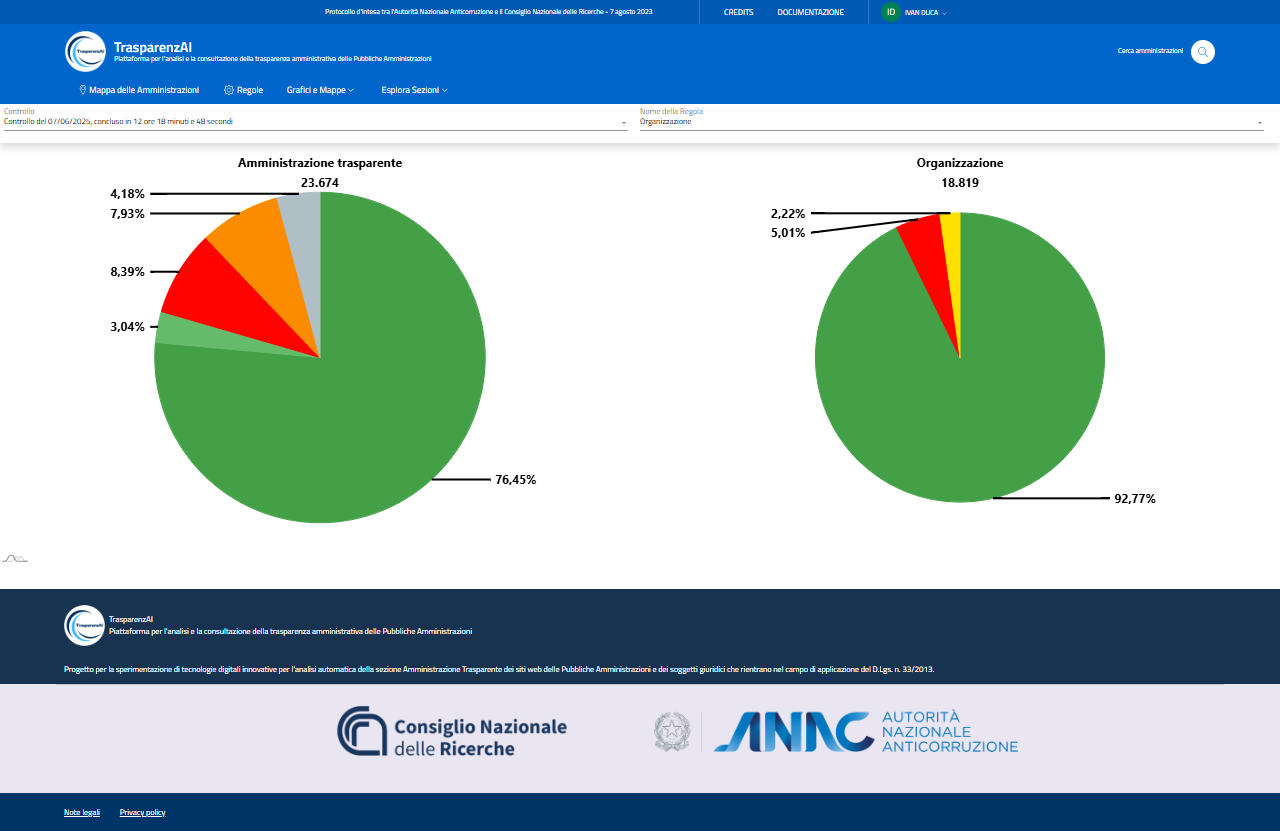 Protocollo d'Intesa tra l'Autorità Nazionale Anticorruzione e il Consiglio Nazionale delle Ricerche - 7 agosto 2023
CREDITS
DOCUMENTAZIONE
ID
IVAN DUCA
TrasparenzAI
TrasparenzAI
Piattaforma per l'analisi e la consultazione della trasparenza amministrativa delle Pubbliche Amministrazioni
Cerca amministrazioni
Mappa delle Amministrazioni
Regole
Grafici e Mappe
Esplora Sezioni
Controllo
Controllo del 07/06/2025, concluso in 12 ore 18 minuti e 48 secondi
Nome della Regola
Organizzazione
Amministrazione trasparente
23.674
4,18%
7,93%
8,39%
3,04%
76,45%
Organizzazione
18.819
2,22%
5,01%
92,77%
TrasparenzAI
TrasparenzAI
Piattaforma per l'analisi e la consultazione della trasparenza amministrativa delle Pubbliche Amministrazioni
Progetto per la sperimentazione di tecnologie digitali innovative per l'analisi automatica della sezione Amministrazione Trasparente dei siti web delle Pubbliche Amministrazioni e dei soggetti giuridici che rientrano nel campo di applicazione del D.Lgs. n. 33/2013.
Consiglio Nazionale
delle Ricerche
ANAC
AUTORITÀ
NAZIONALE
ANTICORRUZIONE
Note legali
Privacy policy